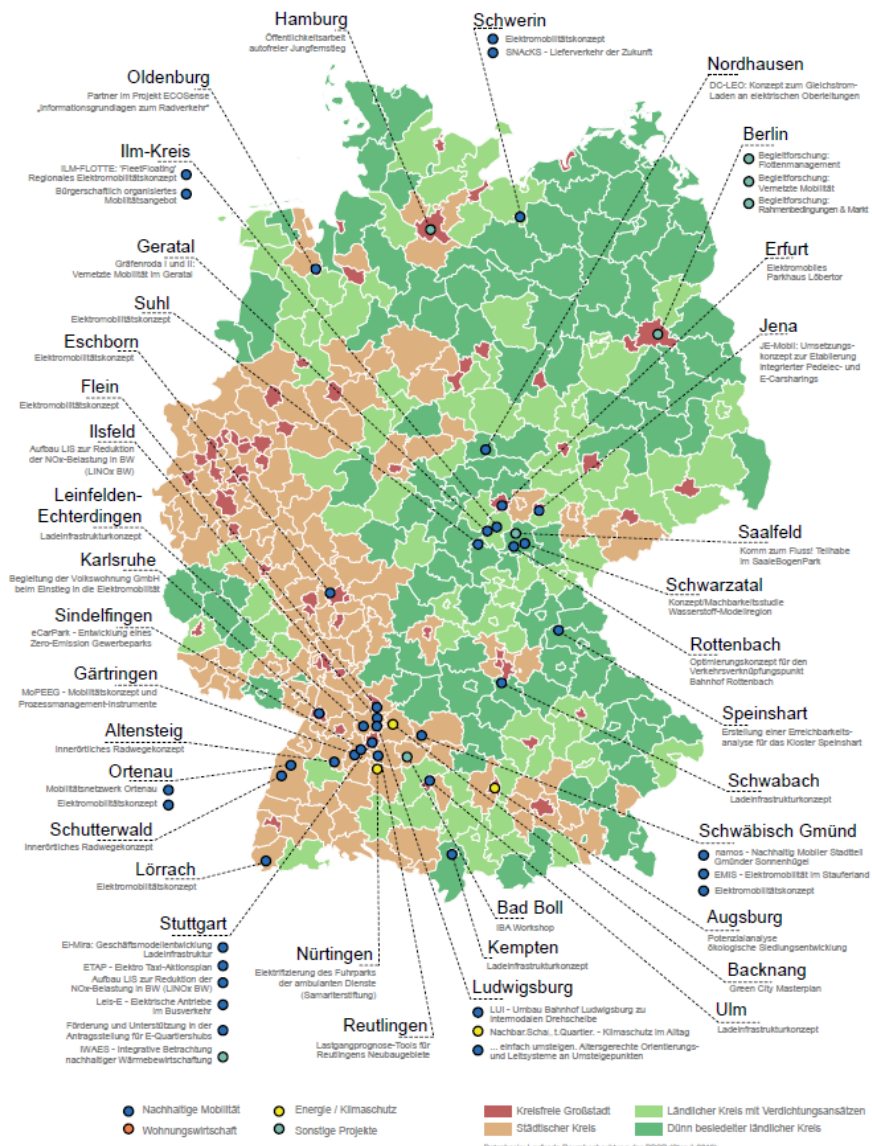 Hamburg
Öffentlichkeitsarbeit
autofreier Jungfernstieg
Schwerin
Elektromobilitätskonzept
SNAcKS - Lieferverkehr der Zukunft
Nordhausen
DC-LEO: Konzept zum Gleichstrom-
Laden an elektrischen Oberleitungen
Oldenburg
Partner im Projekt ECOSense
„Informationsgrundlagen zum Radverkehr“
Berlin
Begleitforschung:
Flottenmanagement
Begleitforschung:
Vernetzte Mobilität
Begleitforschung:
Rahmenbedingungen & Markt
Ilm-Kreis
ILM-FLOTTE: 'FleetFloating'
Regionales Elektromobilitätskonzept
Bürgerschaftlich organisiertes
Mobilitätsangebot
Geratal
Gräfenroda I und II:
Vernetzte Mobilität im Geratal
Erfurt
Elektromobiles
Parkhaus Löbertor
Suhl
Elektromobilitätskonzept
Jena
JE-Mobil: Umsetzungs-
konzept zur Etablierung
integrierter Pedelec- und
E-Carsharings
Eschborn
Elektromobilitätskonzept
Flein
Elektromobilitätskonzept
Ilsfeld
Aufbau LIS zur Reduktion
der NOx-Belastung in BW
(LINOx BW)
Leinfelden-
Echterdingen
Ladeinfrastrukturkonzept
Saalfeld
Komm zum Fluss! Teilhabe
im SaaleBogenPark
Karlsruhe
Begleitung der Volkswohnung GmbH
beim Einstieg in die Elektromobilität
Schwarzatal
Konzept/Machbarkeitsstudie
Wasserstoff-Modellregion
Sindelfingen
eCarPark - Entwicklung eines
Zero-Emission Gewerbeparks
Rottenbach
Optimierungskonzept für den
Verkehrsverknüpfungspunkt
Bahnhof Rottenbach
Gärtringen
MoPEEG - Mobilitätskonzept und
Prozessmanagement-Instrumente
Speinshart
Erstellung einer Erreichbarkeits-
analyse für das Kloster Speinshart
Altensteig
Innerörtliches Radwegekonzept
Ortenau
Mobilitätsnetzwerk Ortenau
Elektromobilitätskonzept
Schwabach
Ladeinfrastrukturkonzept
Schutterwald
Innerörtliches Radwegekonzept
Schwäbisch Gmünd
namos - Nachhaltig Mobiler Stadtteil
Gmünder Sonnenhügel
EMIS - Elektromobilität im Stauferland
Elektromobilitätskonzept
Lörrach
Elektromobilitätskonzept
Bad Boll
IBA Workshop
Augsburg
Potenzialanalyse
ökologische Siedlungsentwicklung
Stuttgart
El-Mira: Geschäftsmodellentwicklung
Ladeinfrastruktur
ETAP - Elektro Taxi-Aktionsplan
Aufbau LIS zur Reduktion der
NOx-Belastung in BW (LINOx BW)
Leis-E - Elektrische Antriebe
im Busverkehr
Förderung und Unterstützung in der
Antragsstellung für E-Quartiershubs
IWAES - Integrative Betrachtung
nachhaltiger Wärmebewirtschaftung
Nürtingen
Elektrifizierung des Fuhrparks
der ambulanten Dienste
(Samariterstiftung)
Kempten
Ladeinfrastrukturkonzept
Backnang
Green City Masterplan
Ludwigsburg
LUI - Umbau Bahnhof Ludwigsburg zu
intermodalen Drehscheibe
Nachbar.Schaf.t.Quartier. - Klimaschutz im Alltag
... einfach umsteigen. Altersgerechte Orientierungs-
und Leitsysteme an Umsteigepunkten
Ulm
Ladeinfrastrukturkonzept
Reutlingen
Lastgangprognose-Tools für
Reutlingens Neubaugebiete
Nachhaltige Mobilität
Energie / Klimaschutz
Kreisfreie Großstadt
Ländlicher Kreis mit Verdichtungsansätzen
Wohnungswirtschaft
Sonstige Projekte
Städtischer Kreis
Dünn besiedelter ländlicher Kreis